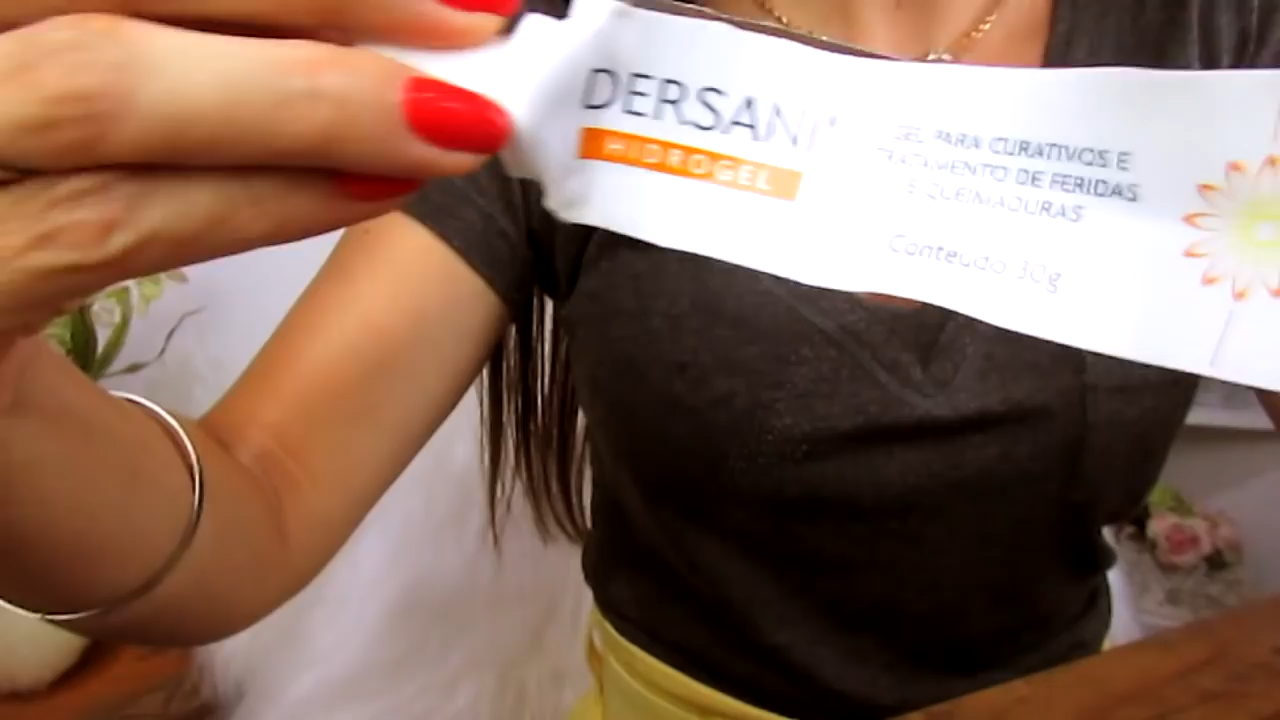 DERSANI
HIDROGEL
GEL PARA CURATIVOS E
TRATAMENTO DE FERIDAS
E QUEIMADURAS
Conteúdo 30g